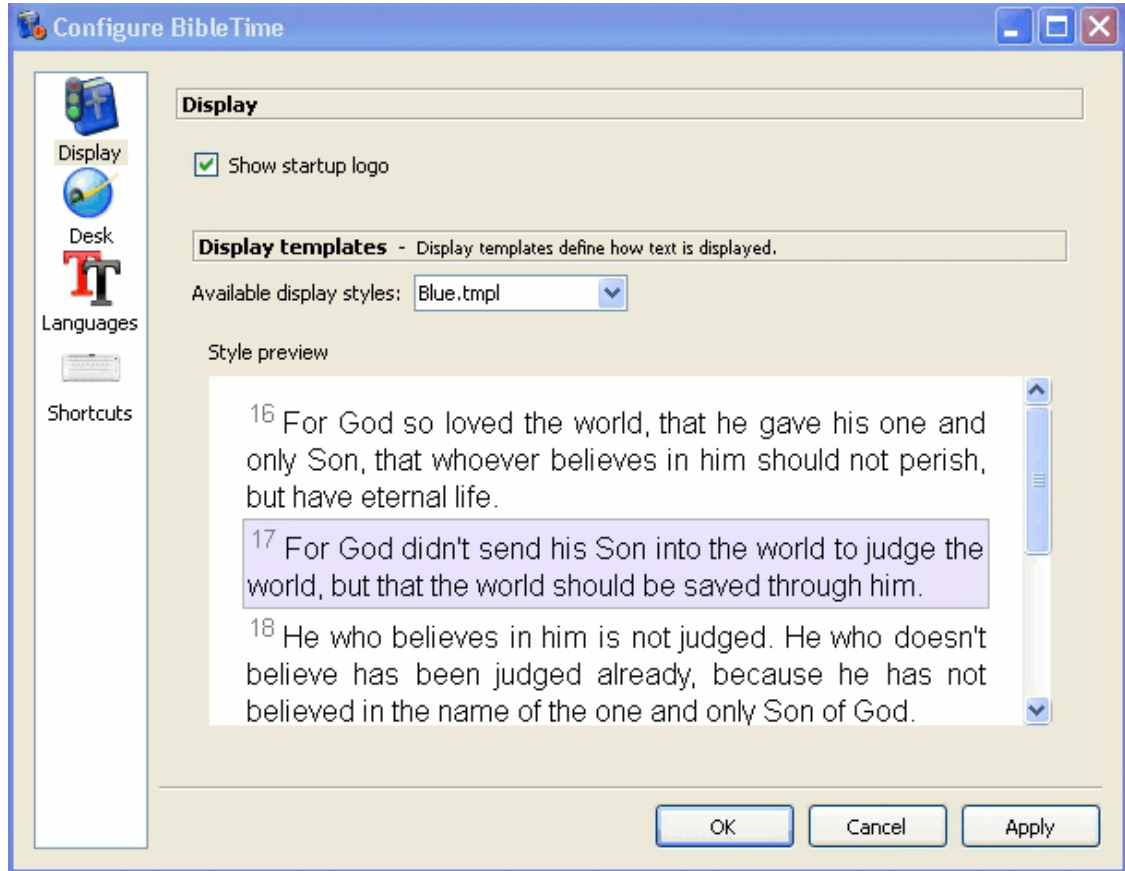 Configure BibleTime
Display
Desk
Languages
Shortcuts
Display
Show startup logo
Display templates - Display templates define how text is displayed.
Available display styles: Blue.tmpl
Style preview
16 For God so loved the world, that he gave his one and
only Son, that whoever believes in him should not perish,
but have eternal life.
17 For God didn't send his Son into the world to judge the
world, but that the world should be saved through him.
18 He who believes in him is not judged. He who doesn't
believe has been judged already, because he has not
believed in the name of the one and only Son of God.
OK Cancel Apply